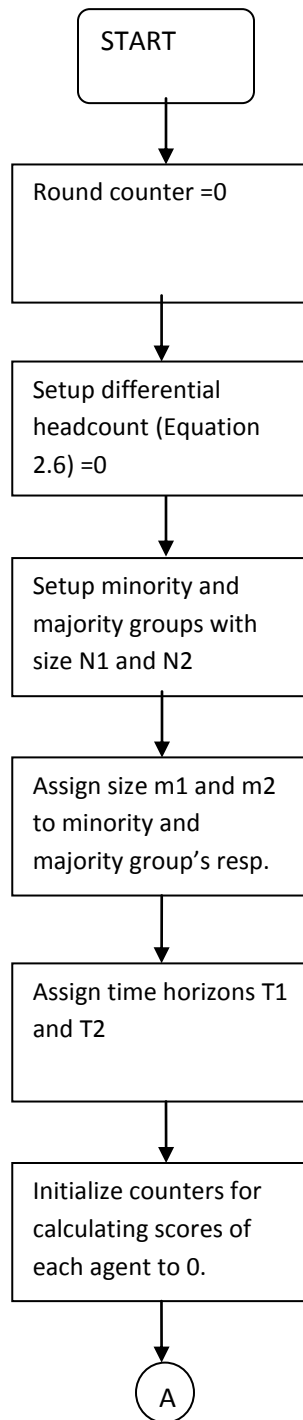 START
Round counter =0
Setup differential
headcount (Equation
2.6) =0
Setup minority and
majority groups with
size N1 and N2
Assign size m1 and m2
to minority and
majority group’s resp.
Assign time horizons T1
and T2
Initialize counters for
calculating scores of
each agent to 0.
A